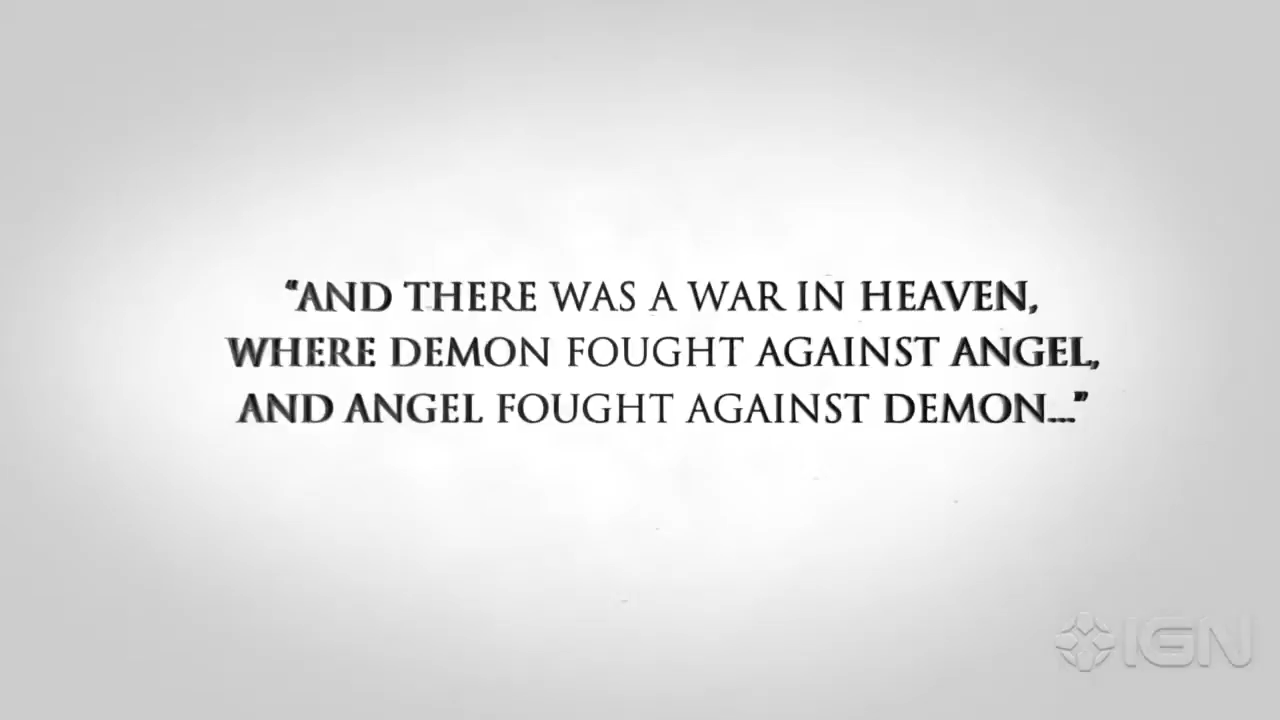 “AND THERE WAS A WAR IN HEAVEN,
WHERE DEMON FOUGHT AGAINST ANGEL,
AND ANGEL FOUGHT AGAINST DEMON...”
IGN